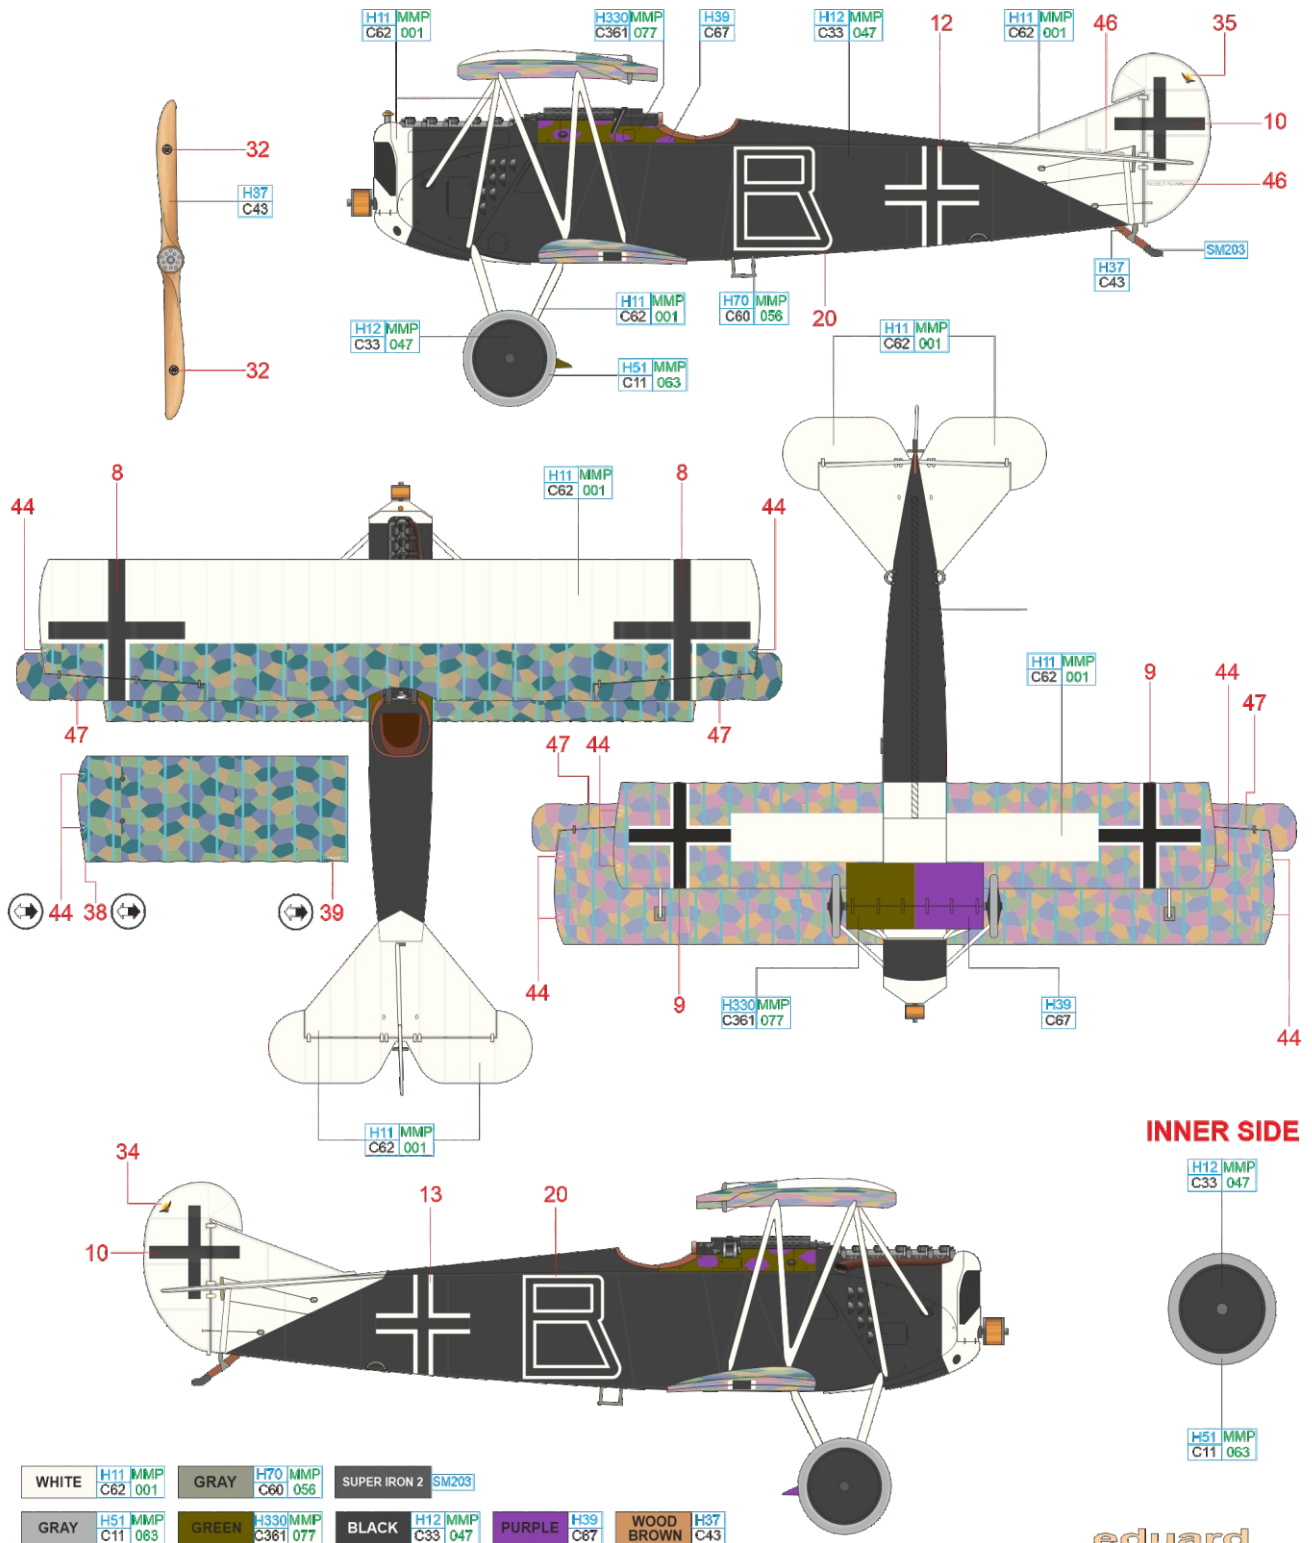 H11 MMP
C62 001
H330 MMP
C361 077
H39
C67
H12 MMP
C33 047
12
H11 MMP
C62 001
46
35
32
H37
C43
10
46
SM203
H37
C43
H11 MMP
C62 001
H70 MMP
C60 056
20
H12 MMP
C33 047
H51 MMP
C11 063
32
H11 MMP
C62 001
8
H11 MMP
C62 001
8
44
44
H11 MMP
C62 001
9
44
47
47
47
47
44
44
38
39
44
9
H330 MMP
C361 077
H39
C67
44
H11 MMP
C62 001
INNER SIDE
34
13
20
H12 MMP
C33 047
10
H51 MMP
C11 063
WHITE H11 MMP
C62 001
GRAY H70 MMP
C60 056
SUPER IRON 2 SM203
GRAY H51 MMP
C11 063
GREEN H330 MMP
C361 077
BLACK H12 MMP
C33 047
PURPLE H39
C67
WOOD
BROWN H37
C43
eduard